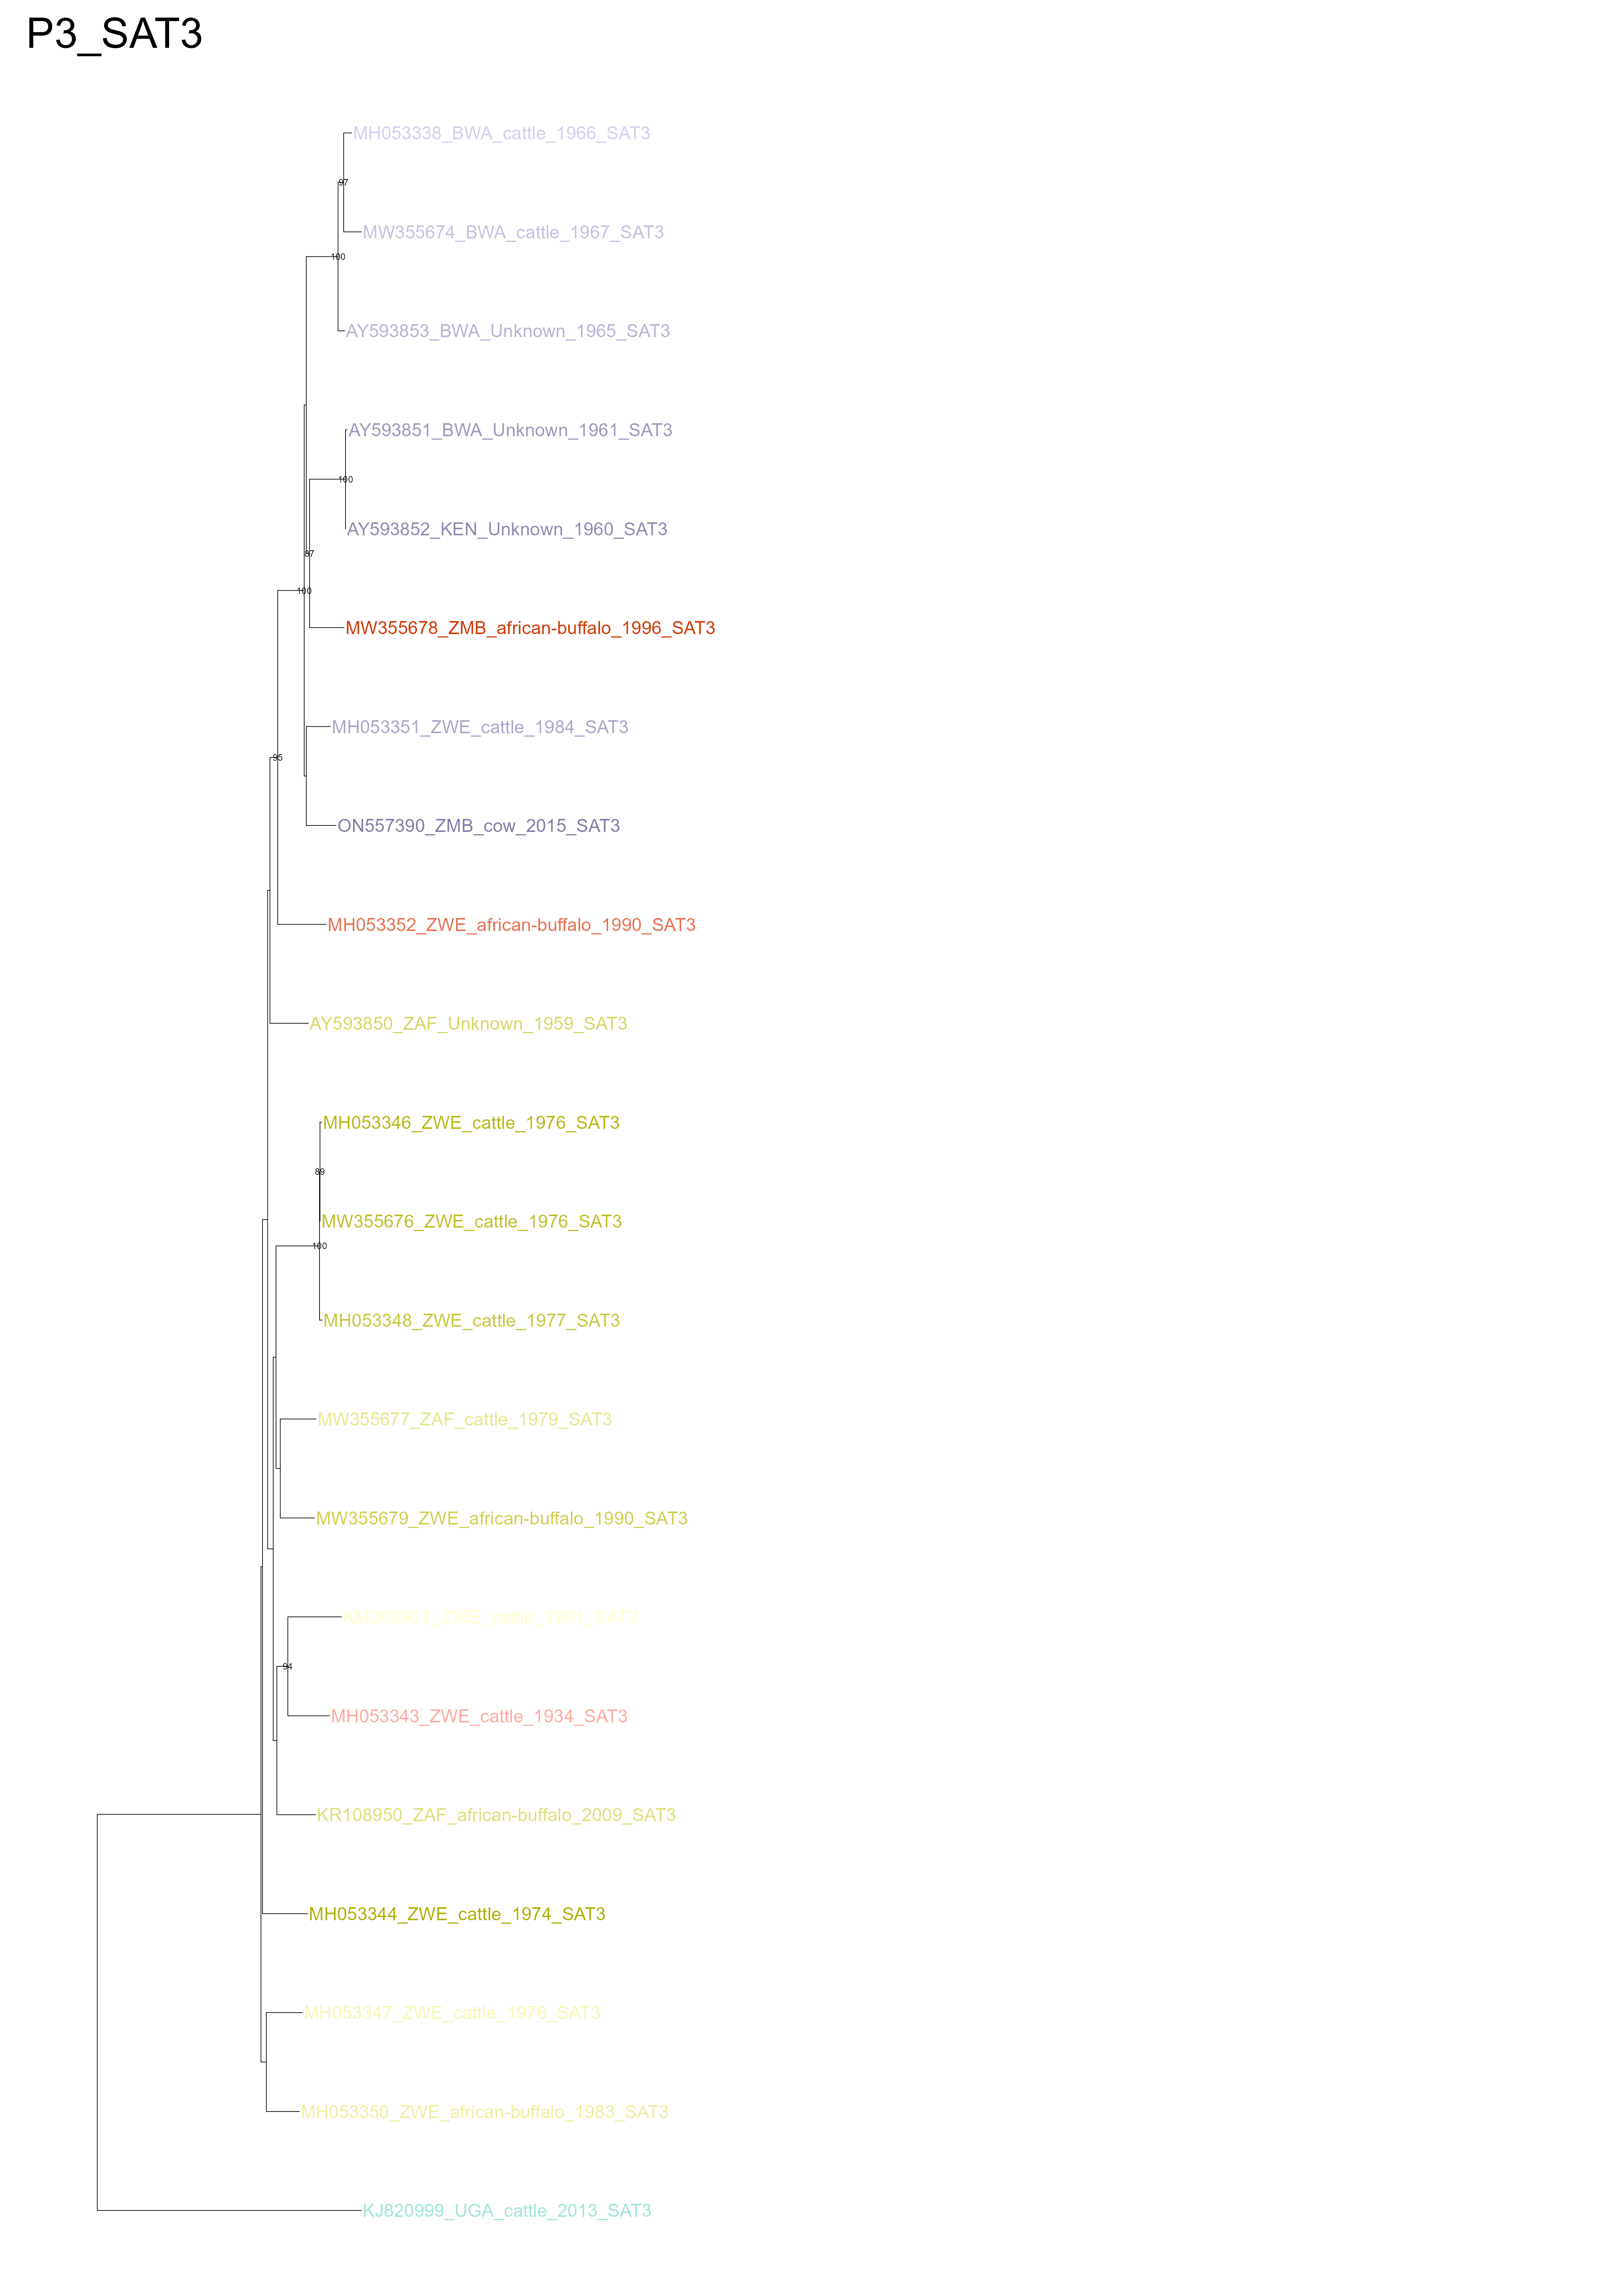 P3_SAT3
MH053338_BWA_cattle_1966_SAT3
97
MW355674_BWA_cattle_1967_SAT3
100
AY593853_BWA_Unknown_1965_SAT3
AY593851_BWA_Unknown_1961_SAT3
100
AY593852_KEN_Unknown_1960_SAT3
87
100
MW355678_ZMB_african-buffalo_1996_SAT3
MH053351_ZWE_cattle_1984_SAT3
95
ON557390_ZMB_cow_2015_SAT3
MH053352_ZWE_african-buffalo_1990_SAT3
AY593850_ZAF_Unknown_1959_SAT3
MH053346_ZWE_cattle_1976_SAT3
89
MW355676_ZWE_cattle_1976_SAT3
100
MH053348_ZWE_cattle_1977_SAT3
MW355677_ZAF_cattle_1979_SAT3
MW355679_ZWE_african-buffalo_1990_SAT3
KM268901_ZWE_cattle_1991_SAT3
94
MH053343_ZWE_cattle_1934_SAT3
KR108950_ZAF_african-buffalo_2009_SAT3
MH053344_ZWE_cattle_1974_SAT3
MH053347_ZWE_cattle_1976_SAT3
MH053350_ZWE_african-buffalo_1983_SAT3
KJ820999_UGA_cattle_2013_SAT3